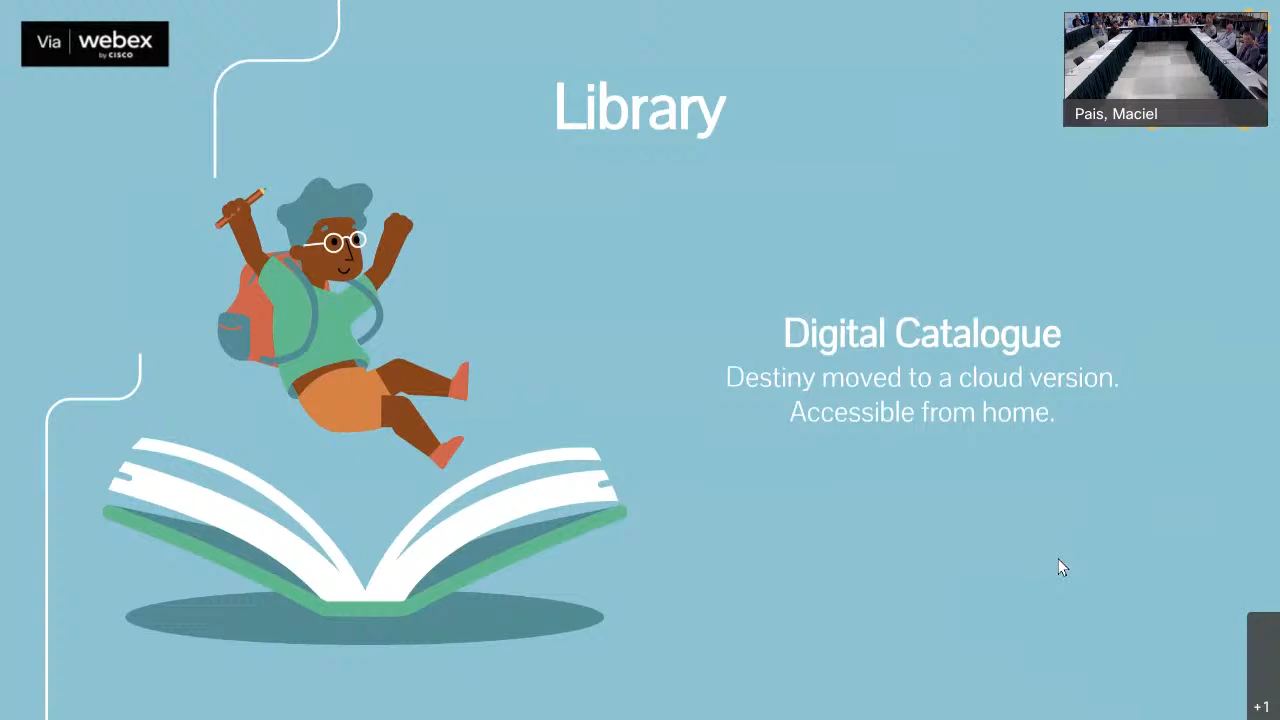 Via webex
by CISCO
Library
Pais, Maciel
Digital Catalogue
Destiny moved to a cloud version.
Accessible from home.
+1